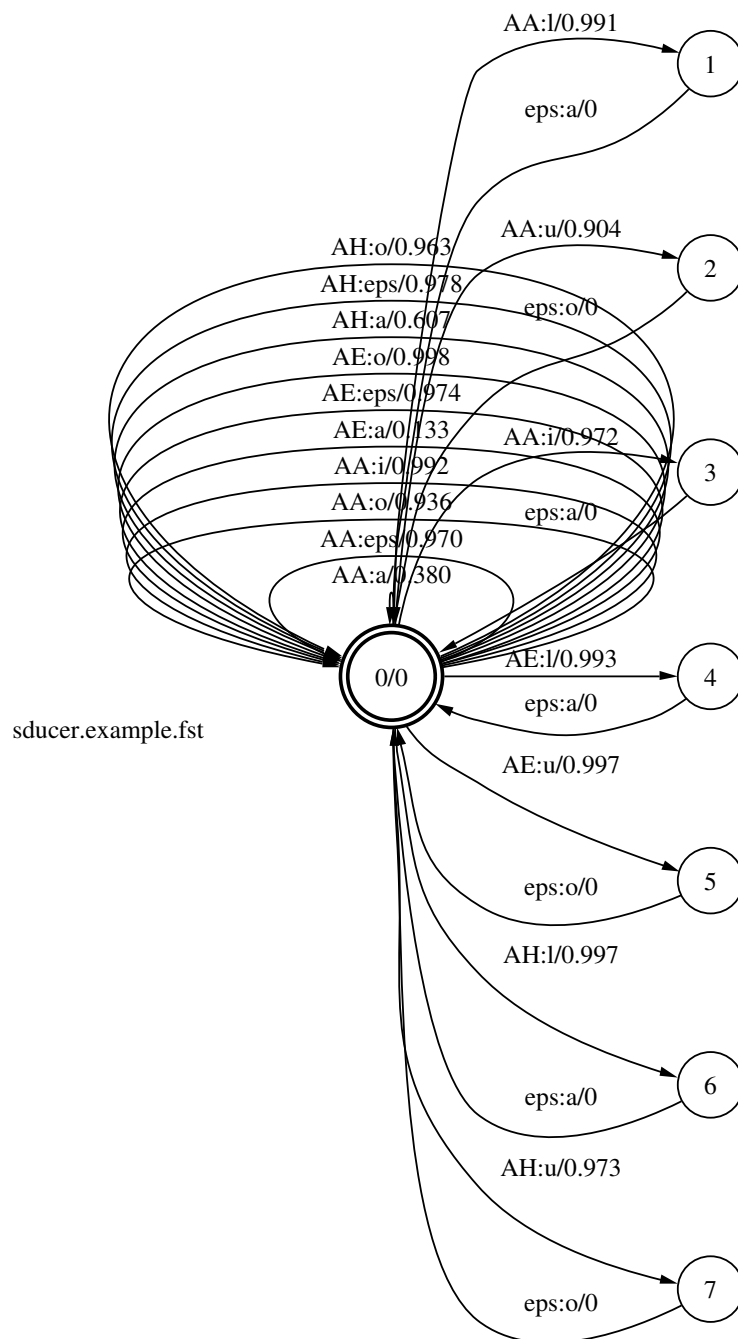 AA:l/0.991
1
eps:a/0
AA:u/0.904
AH:o/0.963
2
AH:eps/0.978
eps:o/0
AH:a/0.607
AE:o/0.998
AE:eps/0.974
AE:a/0.133
AA:i/0.972
AA:i/0.992
3
AA:o/0.936
eps:a/0
AA:eps/0.970
AA:a/0.380
AE:l/0.993
0/0
4
eps:a/0
sducer.example.fst
AE:u/0.997
5
eps:o/0
AH:l/0.997
6
eps:a/0
AH:u/0.973
7
eps:o/0